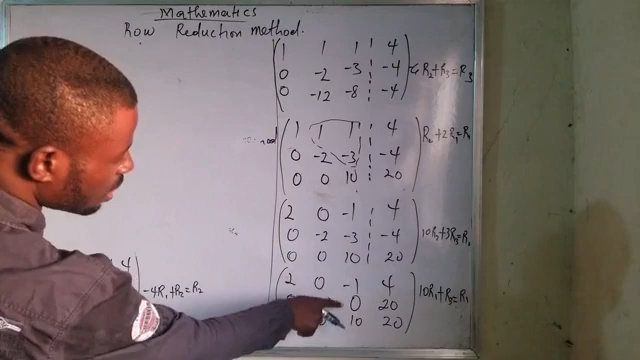 Mathematics
Row Reduction method.
1 1 1 4
0 -2 -3 -4 R₂+R₃=R₃
0 -12 -8 -4
1 1 1 4 R₂+2R₁=R₁
0 -2 -3 -4
0 0 10 20
2 0 -1 4
0 -2 -3 -4 10R₂+3R₃=R₂
0 0 10 20
2 0 -1 4 10R₁+R₃=R₁
0 20
10 20
4
-4R₁+R₂=R₂